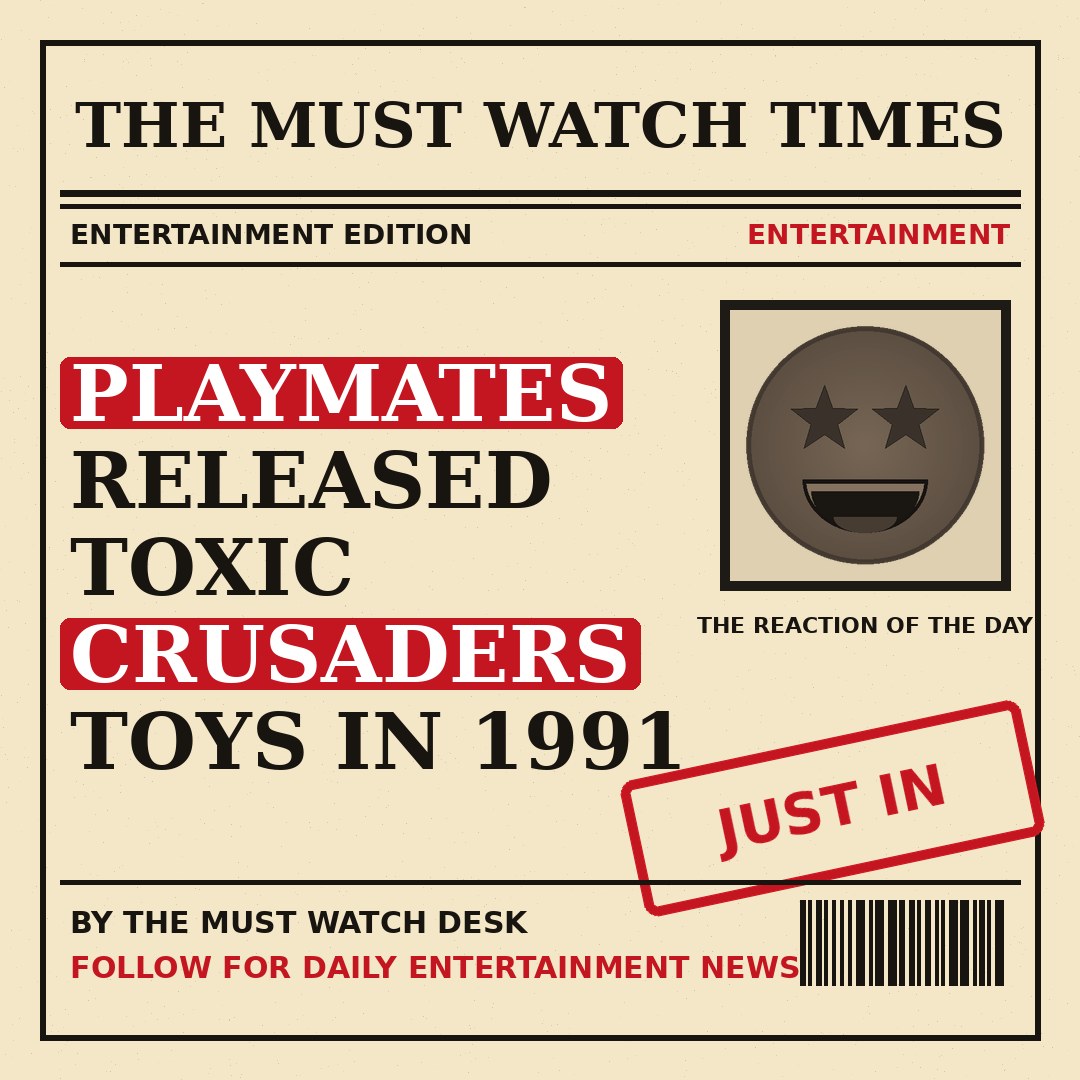 THE MUST WATCH TIMES
ENTERTAINMENT EDITION
ENTERTAINMENT
PLAYMATES
RELEASED
TOXIC
CRUSADERS
TOYS IN 1991
THE REACTION OF THE DAY
JUST IN
BY THE MUST WATCH DESK
FOLLOW FOR DAILY ENTERTAINMENT NEWS